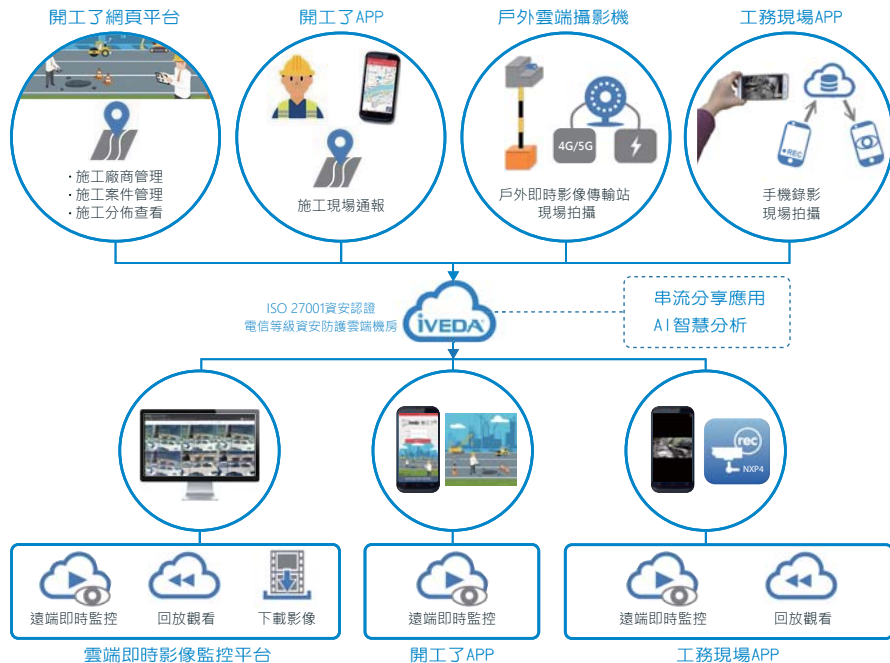 開工了網頁平台
開工了APP
戶外雲端攝影機
工務現場APP
・施工廠商管理
・施工案件管理
・施工分佈查看
施工現場通報
4G/5G
戶外即時影像傳輸站
現場拍攝
REC
手機錄影
現場拍攝
ISO 27001資安認證
電信等級資安防護雲端機房
iVEDA
串流分享應用
AI智慧分析
rec
NXP4
遠端即時監控
回放觀看
下載影像
遠端即時監控
遠端即時監控
回放觀看
雲端即時影像監控平台
開工了APP
工務現場APP